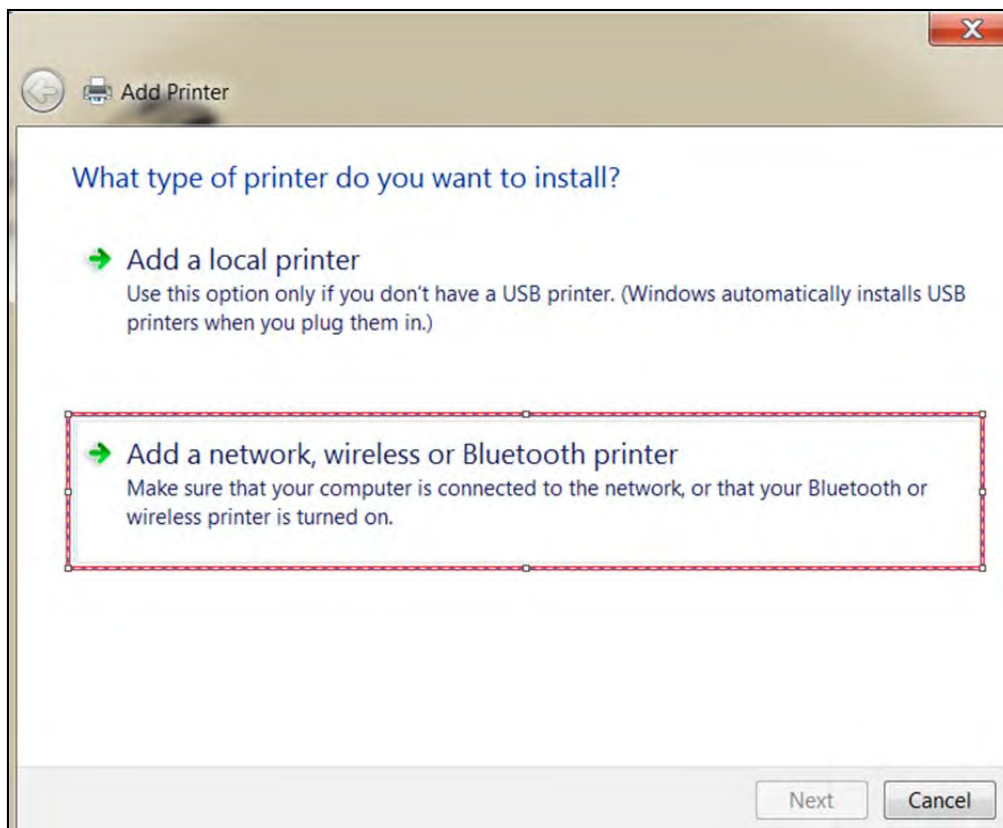 Add Printer
What type of printer do you want to install?
Add a local printer
Use this option only if you don't have a USB printer. (Windows automatically installs USB
printers when you plug them in.)
Add a network, wireless or Bluetooth printer
Make sure that your computer is connected to the network, or that your Bluetooth or
wireless printer is turned on.
Next
Cancel